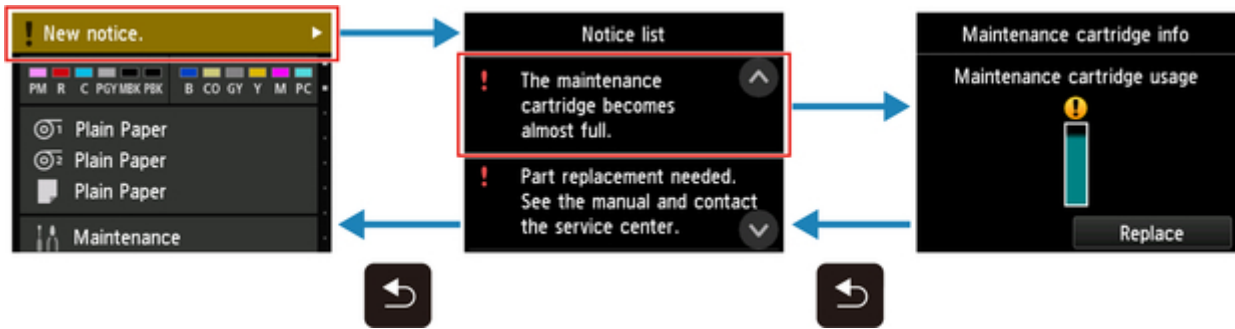 New notice.
PM R C PGY MBK PBK B CO GY Y M PC
1 Plain Paper
2 Plain Paper
Plain Paper
Maintenance
Notice list
The maintenance
cartridge becomes
almost full.
Part replacement needed.
See the manual and contact
the service center.
Maintenance cartridge info
Maintenance cartridge usage
Replace